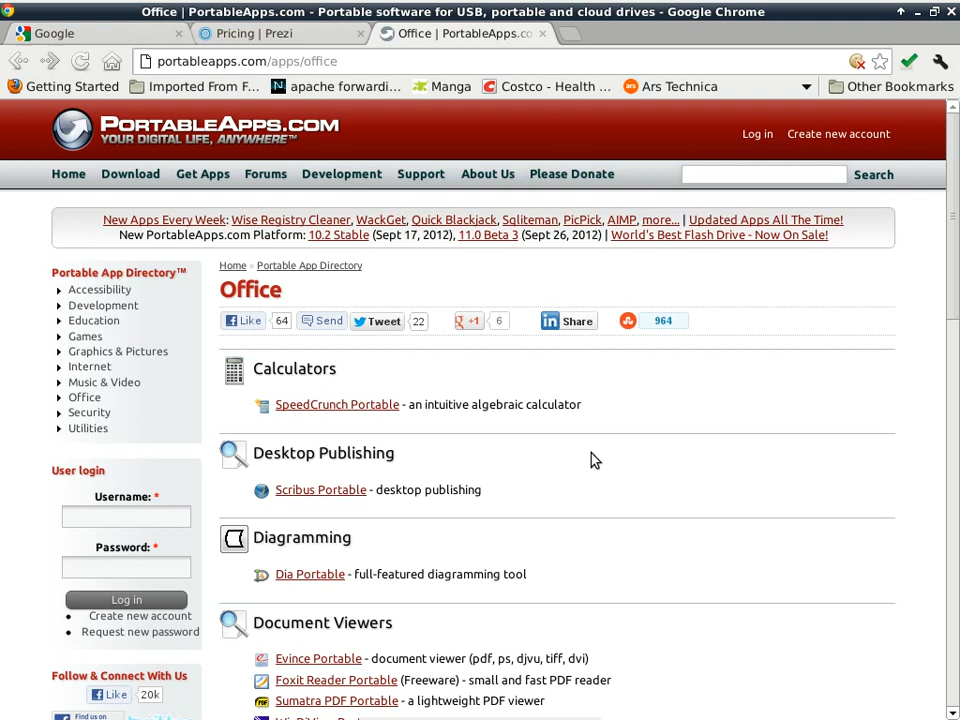 Office | PortableApps.com - Portable software for USB, portable and cloud drives - Google Chrome
Google
Pricing | Prezi
Office | PortableApps.co
portableapps.com/apps/office
Getting Started
Imported From F...
apache forwardi...
Manga
Costco - Health ...
Ars Technica
Other Bookmarks
PORTABLEAPPS.COM
YOUR DIGITAL LIFE, ANYWHERE™
Log in
Create new account
Home
Download
Get Apps
Forums
Development
Support
About Us
Please Donate
Search
New Apps Every Week: Wise Registry Cleaner, WackGet, Quick Blackjack, Sqliteman, PicPick, AIMP, more... | Updated Apps All The Time!
New PortableApps.com Platform: 10.2 Stable (Sept 17, 2012), 11.0 Beta 3 (Sept 26, 2012) | World's Best Flash Drive - Now On Sale!
Portable App Directory™
Accessibility
Development
Education
Games
Graphics & Pictures
Internet
Music & Video
Office
Security
Utilities
User login
Username: *
Password: *
Log in
Create new account
Request new password
Follow & Connect With Us
Like 20k
Find us on
Home » Portable App Directory
Office
Like 64
Send
Tweet 22
+1 6
Share
964
Calculators
SpeedCrunch Portable - an intuitive algebraic calculator
Desktop Publishing
Scribus Portable - desktop publishing
Diagramming
Dia Portable - full-featured diagramming tool
Document Viewers
Evince Portable - document viewer (pdf, ps, djvu, tiff, dvi)
Foxit Reader Portable (Freeware) - small and fast PDF reader
Sumatra PDF Portable - a lightweight PDF viewer